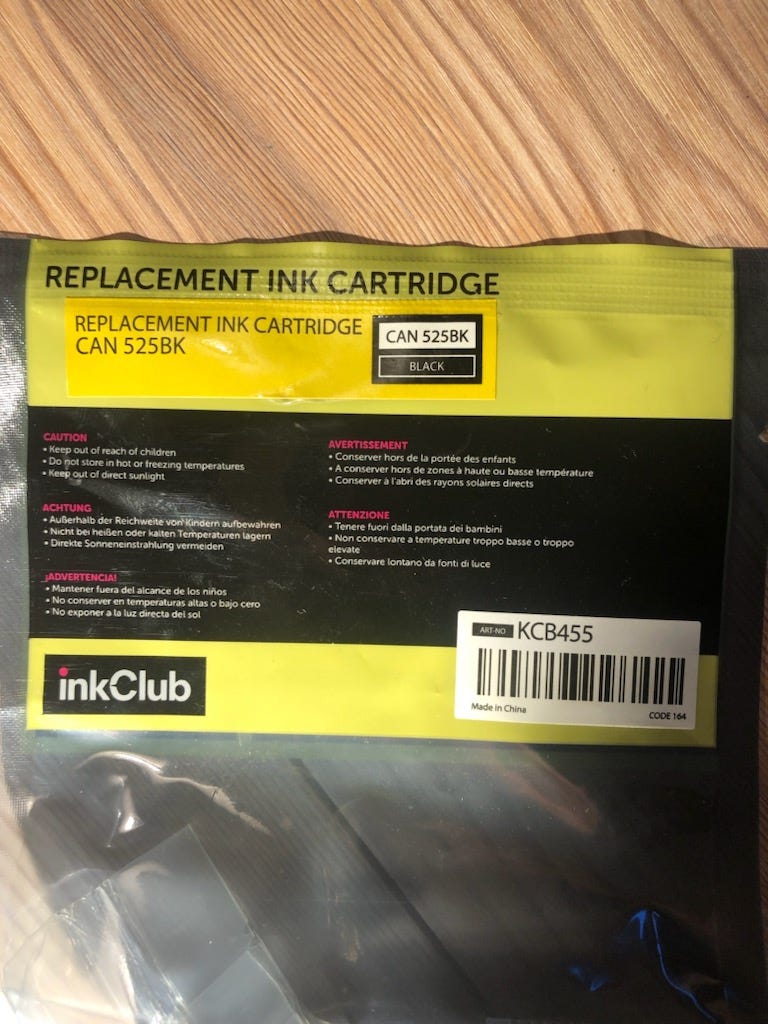 REPLACEMENT INK CARTRIDGE
REPLACEMENT INK CARTRIDGE
CAN 525BK
CAN 525BK
BLACK
CAUTION
• Keep out of reach of children
• Do not store in hot or freezing temperatures
• Keep out of direct sunlight
ACHTUNG
• Außerhalb der Reichweite von Kindern aufbewahren
• Nicht bei heißen oder kalten Temperaturen lagern
• Direkte Sonneneinstrahlung vermeiden
¡ADVERTENCIA!
• Mantener fuera del alcance de los niños
• No conserver en temperaturas altas o bajo cero
• No exponer a la luz directa del sol
AVERTISSEMENT
• Conserver hors de la portée des enfants
• A conserver hors de zones à haute ou basse température
• Conserver à l'abri des rayons solaires directs
ATTENZIONE
• Tenere fuori dalla portata dei bambini
• Non conservare a temperature troppo basse o troppo
elevate
• Conservare lontano da fonti di luce
inkClub
ART-NO KCB455
Made in China
CODE 164